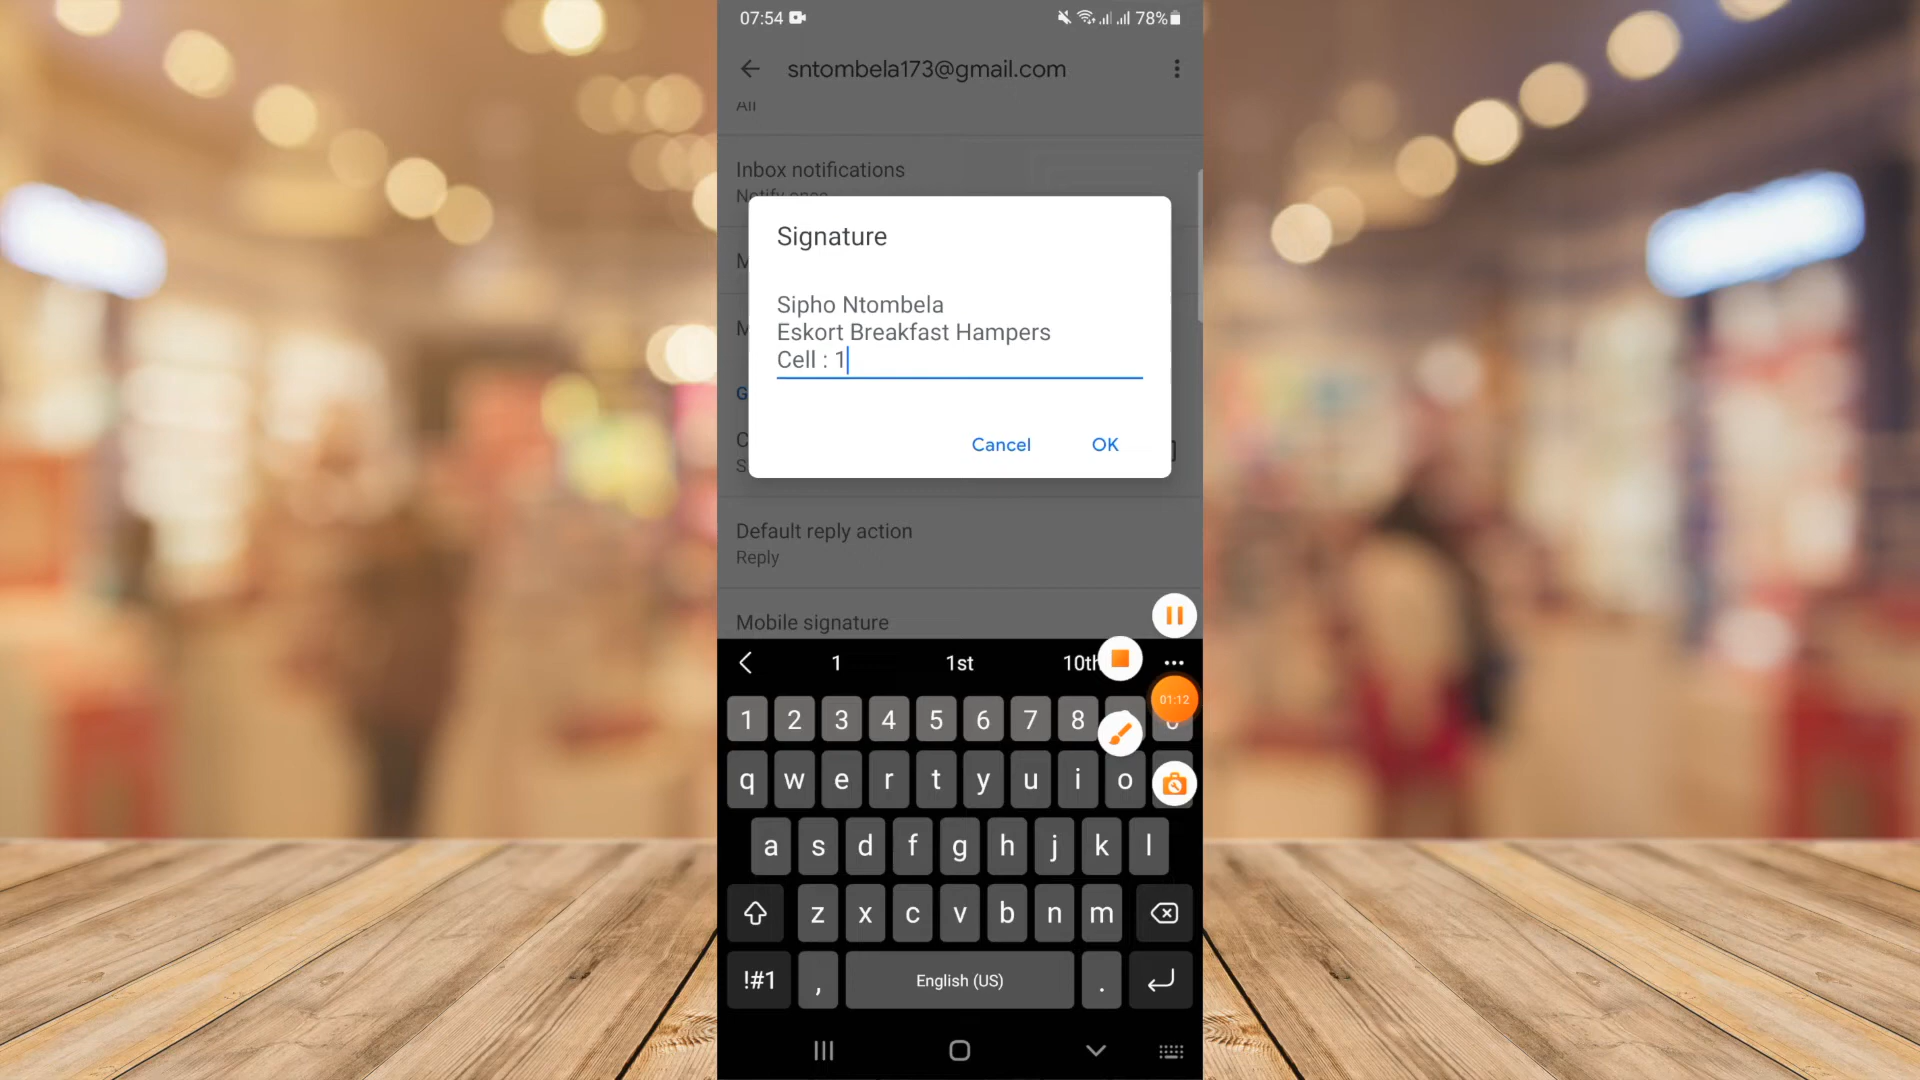 07:54
78%
sntombela173@gmail.com
All
Inbox notifications
Notify once
M
Signature
Sipho Ntombela
Eskort Breakfast Hampers
Cell : 1
M
G
C
S
Cancel
OK
Default reply action
Reply
Mobile signature
1
1st
10th
01:12
1 2 3 4 5 6 7 8
q w e r t y u i o
a s d f g h j k l
z x c v b n m
!#1 , English (US) .